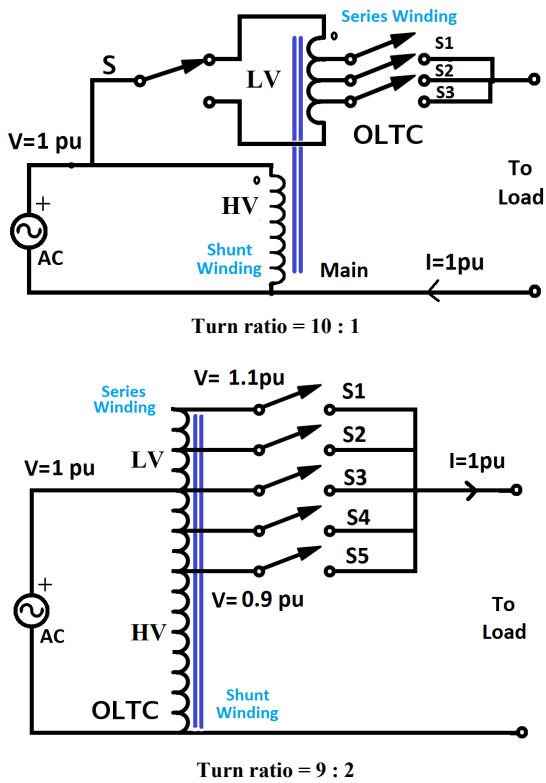 Series Winding
S
S1
LV
S2
S3
OLTC
V=1 pu
To
Load
HV
+
AC
Shunt
Winding
Main
I=1pu
Turn ratio = 10 : 1
Series
Winding
V= 1.1pu
S1
LV
S2
V=1 pu
S3
I=1pu
S4
S5
+
AC
V= 0.9 pu
HV
To
Load
OLTC
Shunt
Winding
Turn ratio = 9 : 2